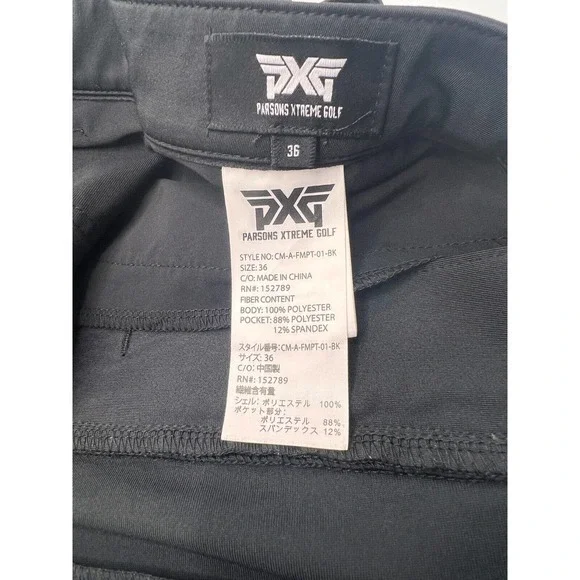 PXG
PARSONS XTREME GOLF
36
PXG
PARSONS XTREME GOLF
STYLE NO: CM-A-FMPT-01-BK
SIZE: 36
C/O: MADE IN CHINA
RN#: 152789
FIBER CONTENT
BODY: 100% POLYESTER
POCKET: 88% POLYESTER
12% SPANDEX
スタイル番号: CM-A-FMPT-01-BK
サイズ: 36
C/O: 中国製
RN#: 152789
繊維含有量
シェル: ポリエステル 100%
ポケット部分:
ポリエステル 88%
スパンデックス 12%